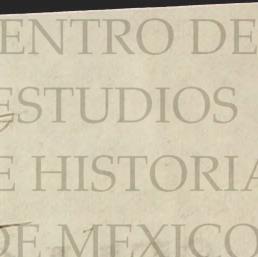 ENTRO DE
ESTUDIOS
E HISTORIA
DE MEXICO